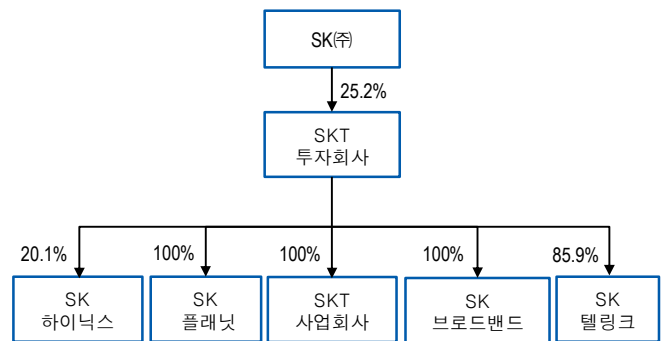 SK㈜
25.2%
SKT
투자회사
20.1%
100%
100%
100%
85.9%
SK
하이닉스
SK
플래닛
SKT
사업회사
SK
브로드밴드
SK
텔링크